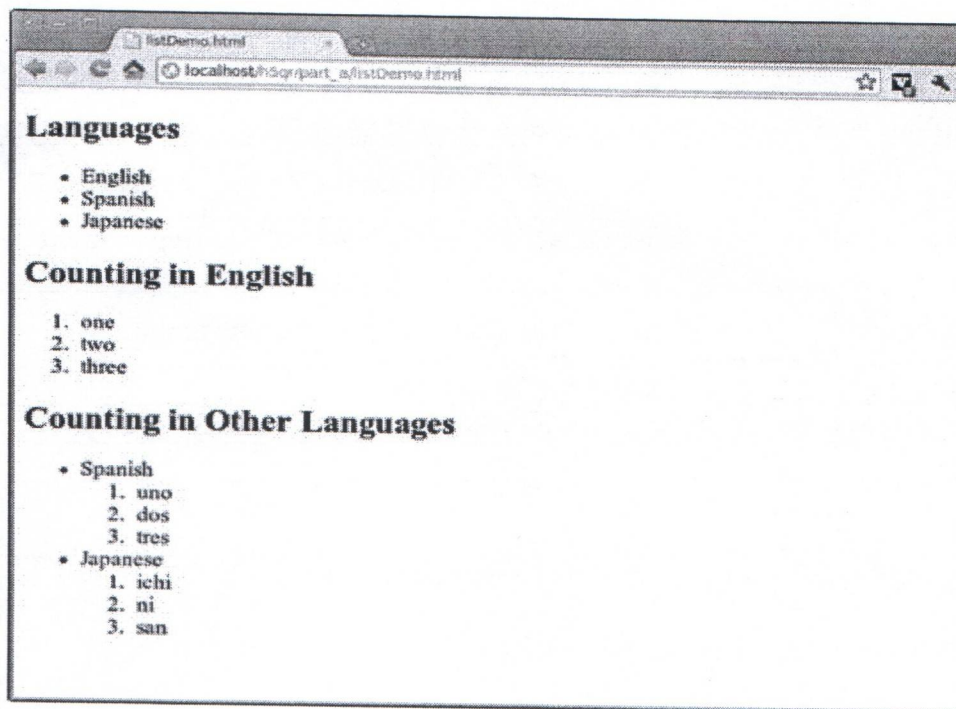 listDemo.html
localhost/h5qr/part_a/listDemo.html
Languages
• English
• Spanish
• Japanese
Counting in English
1. one
2. two
3. three
Counting in Other Languages
• Spanish
1. uno
2. dos
3. tres
• Japanese
1. ichi
2. ni
3. san